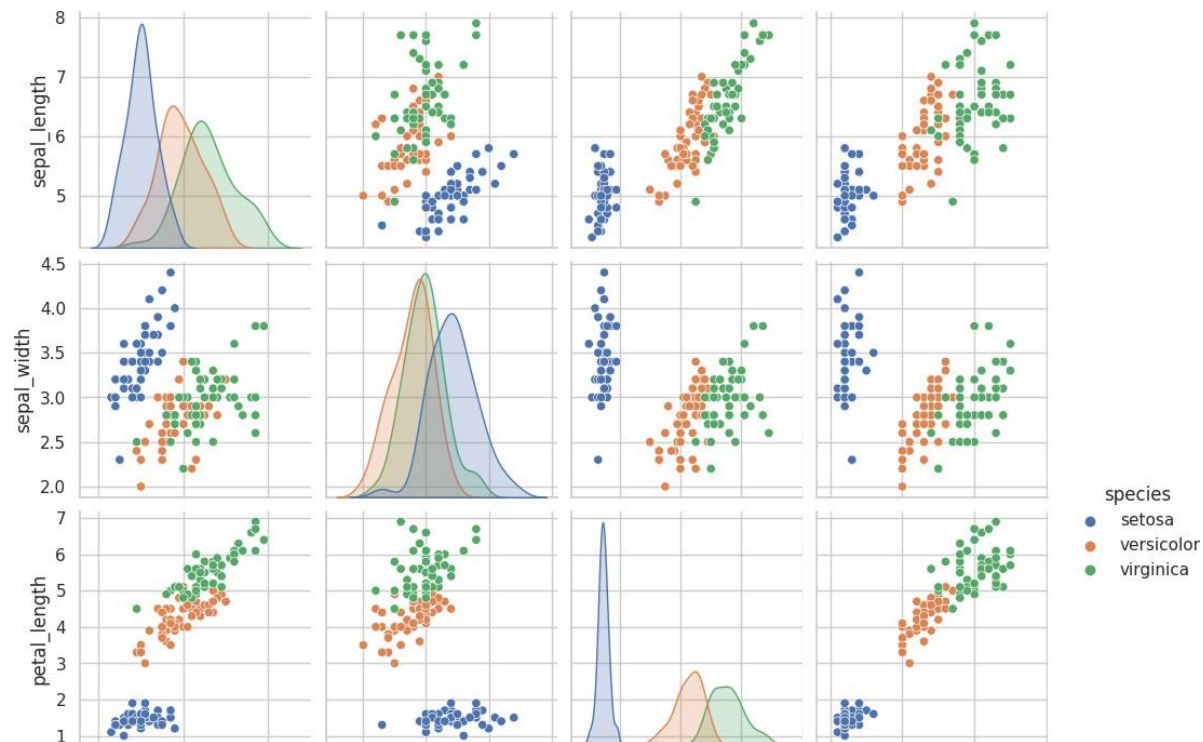 sepal_length
8
7
6
5
sepal_width
4.5
4.0
3.5
3.0
2.5
2.0
petal_length
7
6
5
4
3
2
1
species
setosa
versicolor
virginica